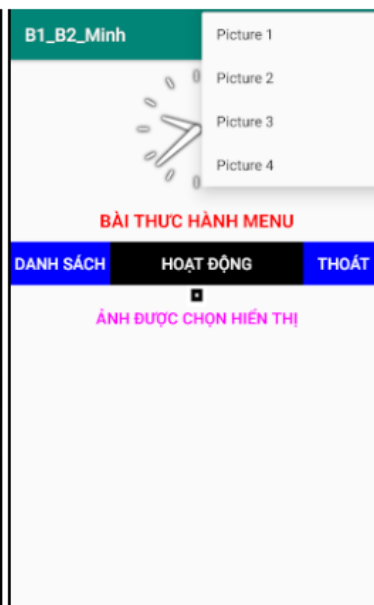 B1_B2_Minh
Picture 1
Picture 2
Picture 3
Picture 4
BÀI THƯC HÀNH MENU
DANH SÁCH HOẠT ĐỘNG THOÁT
ẢNH ĐƯỢC CHỌN HIỂN THỊ